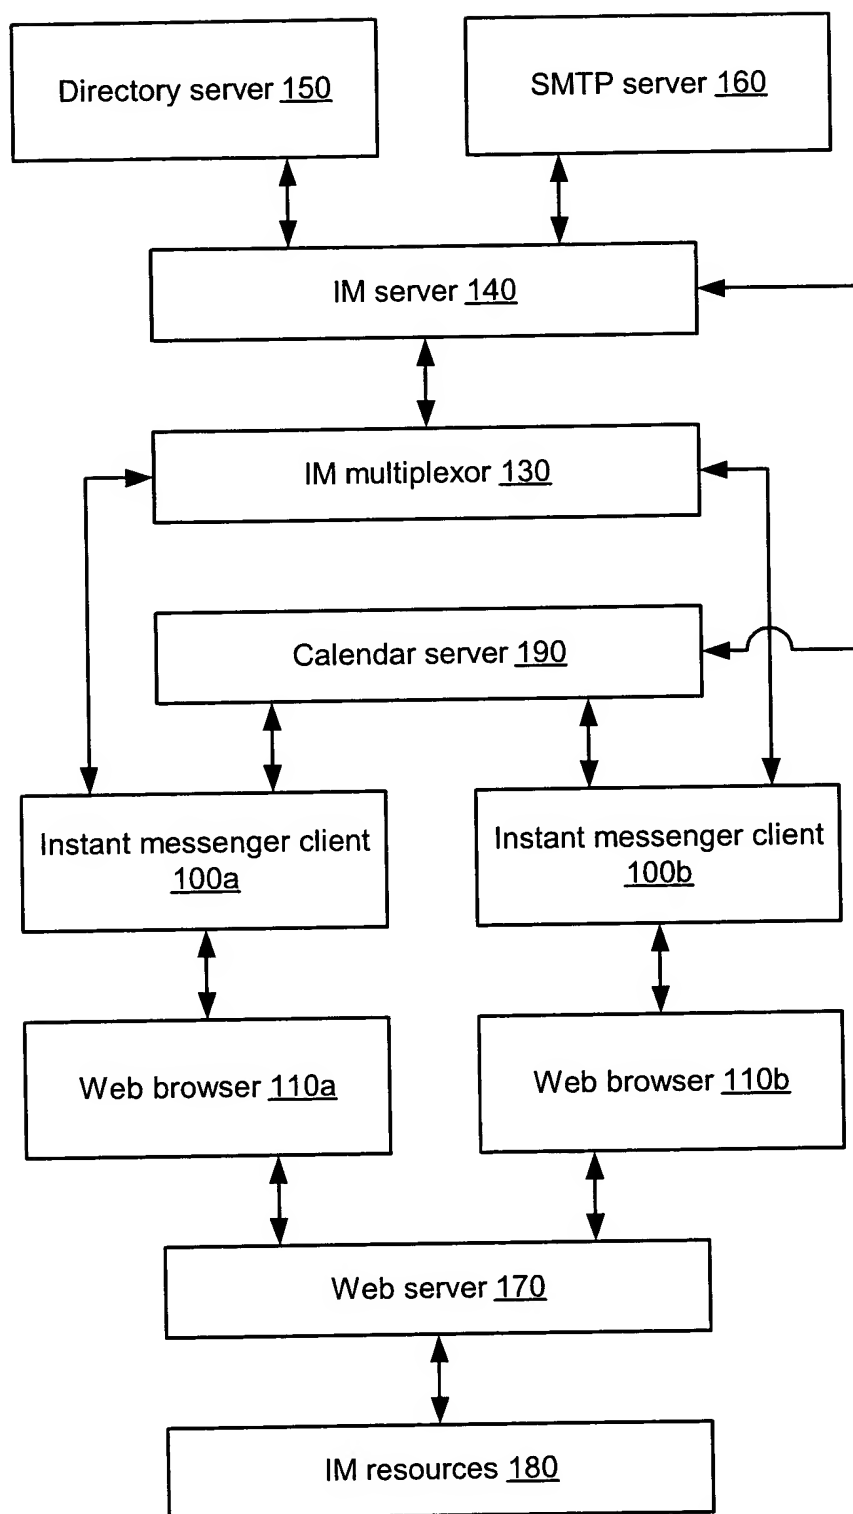 Directory server 150
SMTP server 160
IM server 140
IM multiplexor 130
Calendar server 190
Instant messenger client
100a
Instant messenger client
100b
Web browser 110a
Web browser 110b
Web server 170
IM resources 180